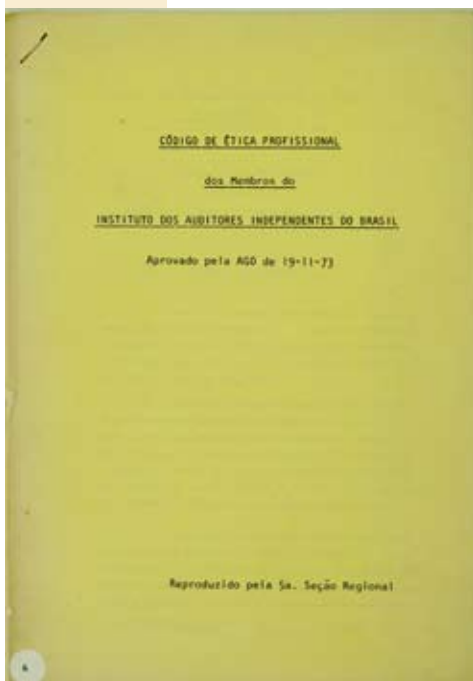 CÓDIGO DE ÉTICA PROFISSIONAL
dos Membros do
INSTITUTO DOS AUDITORES INDEPENDENTES DO BRASIL
Aprovado pela AGO de 19-11-73
Reproduzido pela 5a. Seção Regional